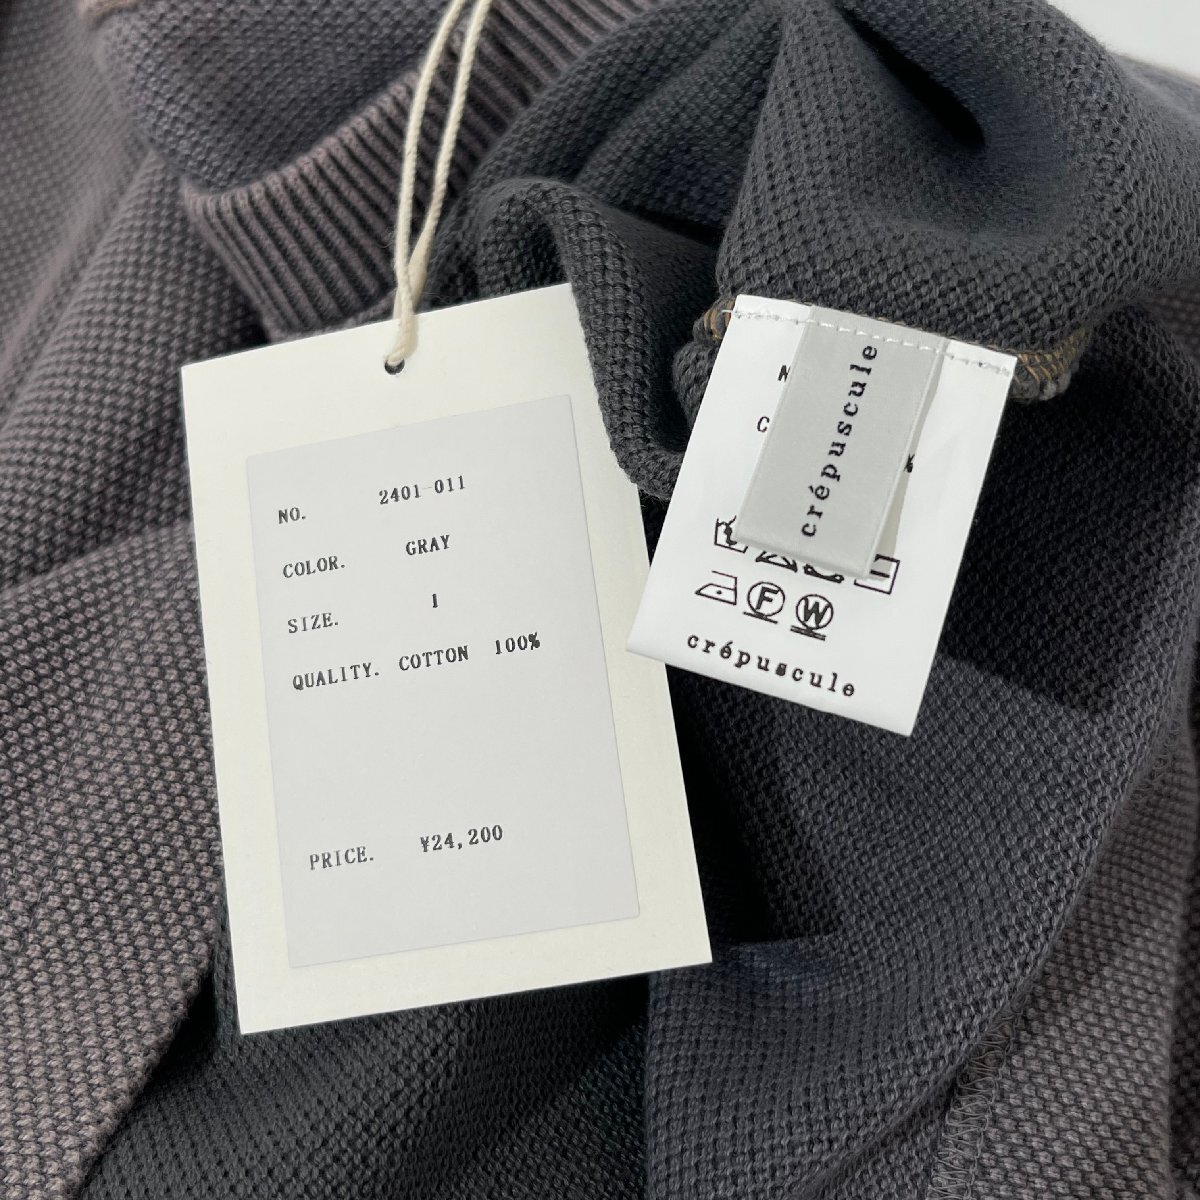 NO. 2401-011
COLOR. GRAY
SIZE. 1
QUALITY. COTTON 100%
PRICE. ¥24,200
crépuscule
F W
crépuscule